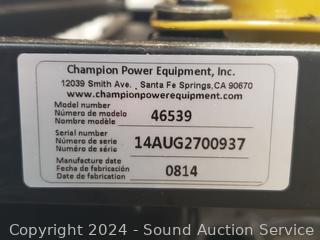 Champion Power Equipment, Inc.
12039 Smith Ave. , Santa Fe Springs,CA 90670
www.championpowerequipment.com
Model number
Número de modelo
Nombre modèle
46539
Serial number
Número de serie
Numéro de série
14AUG2700937
Manufacture date
Fecha de fabricación
Date de fabrication
0814
Copyright 2024 - Sound Auction Service